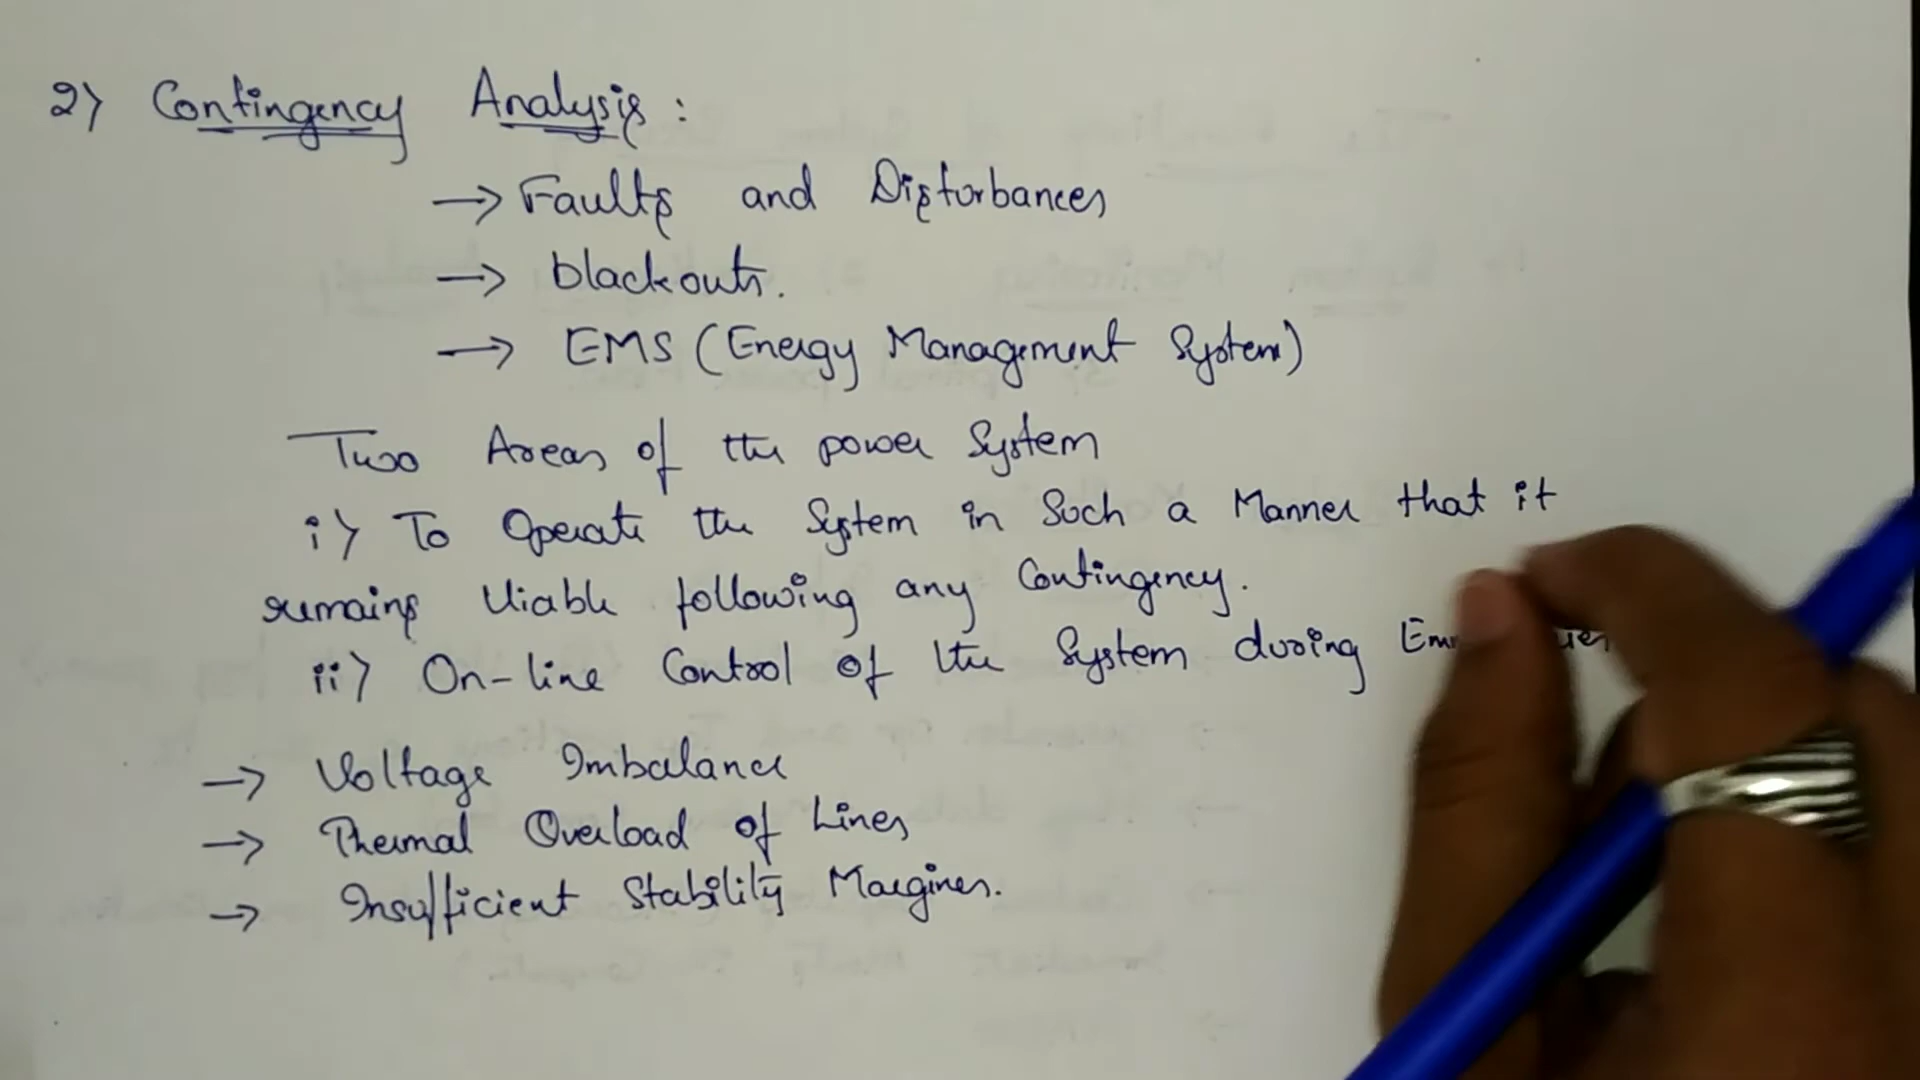 2) Contingency Analysis :
→ Faults and Disturbances
→ blackouts.
→ EMS (Energy Management System)
Two Areas of the power System
i) To Operate the System in Such a Manner that it
remains Viable following any Contingency.
ii) On-line Control of the System during
→ Voltage Imbalance
→ Thermal Overload of Lines
→ Insufficient Stability Margines.